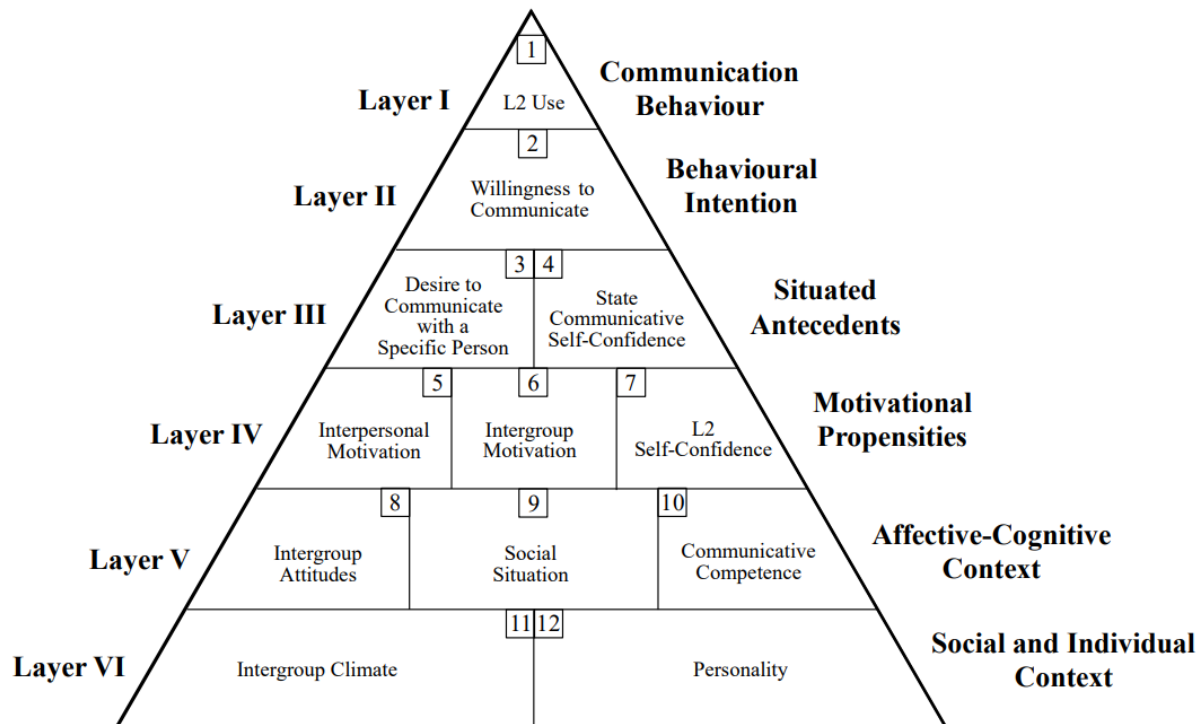 1
Layer I
L2 Use
Communication
Behaviour
2
Layer II
Willingness to
Communicate
Behavioural
Intention
3
4
Layer III
Desire to
Communicate
with a
Specific Person
State
Communicative
Self-Confidence
Situated
Antecedents
5
6
7
Layer IV
Interpersonal
Motivation
Intergroup
Motivation
L2
Self-Confidence
Motivational
Propensities
8
9
10
Layer V
Intergroup
Attitudes
Social
Situation
Communicative
Competence
Affective-Cognitive
Context
11
12
Layer VI
Intergroup Climate
Personality
Social and Individual
Context